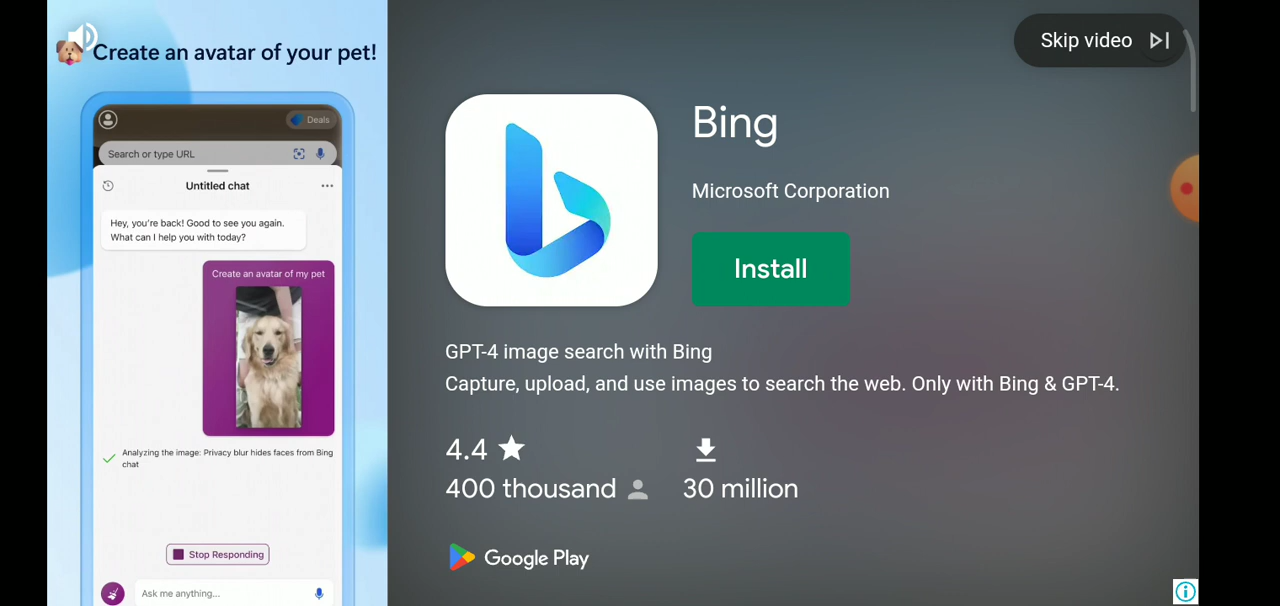 Create an avatar of your pet!
Deals
Search or type URL
Untitled chat
Hey, you're back! Good to see you again.
What can I help you with today?
Create an avatar of my pet
Analyzing the image: Privacy blur hides faces from Bing
chat
Stop Responding
Ask me anything...
Skip video
Bing
Microsoft Corporation
Install
GPT-4 image search with Bing
Capture, upload, and use images to search the web. Only with Bing & GPT-4.
4.4
400 thousand
30 million
Google Play